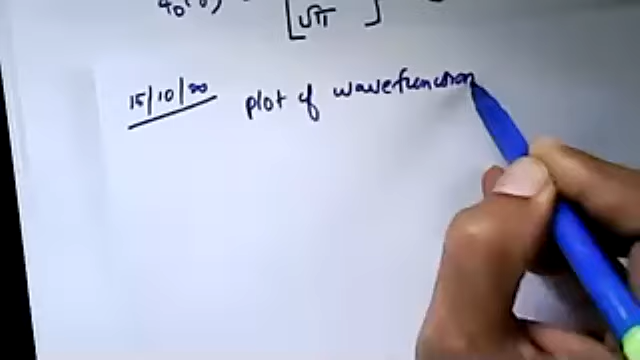 [√π]
15/10/20 plot of wavefunction